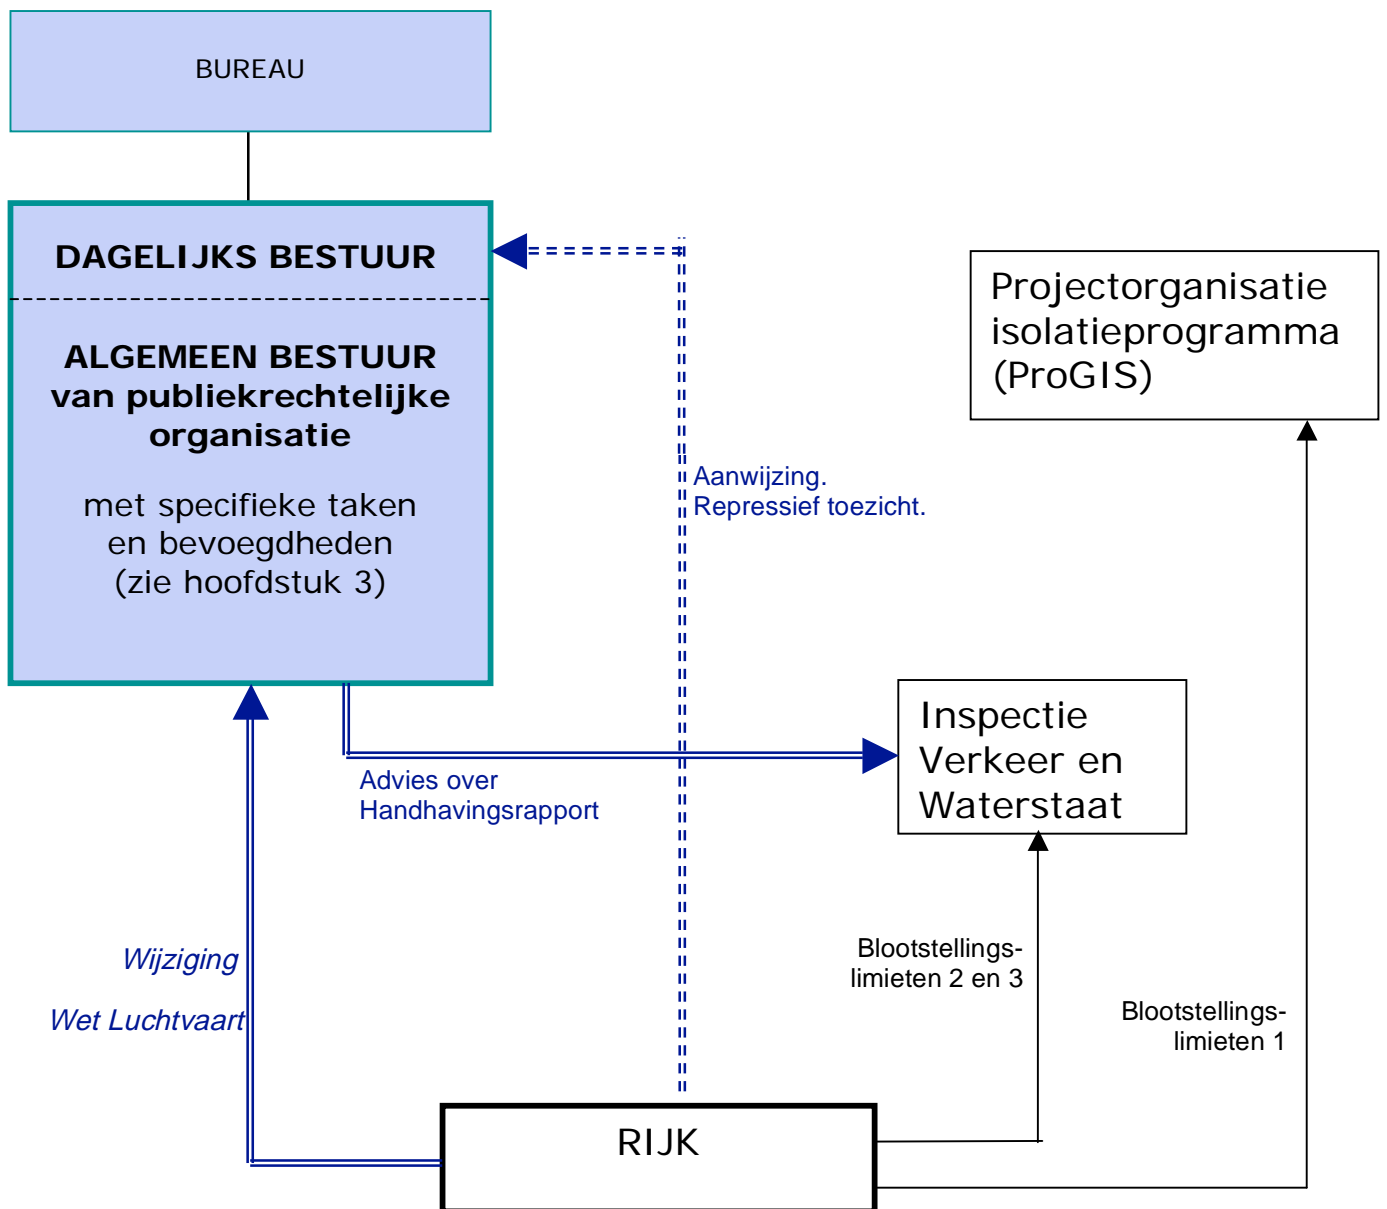 BUREAU
DAGELIJKS BESTUUR
ALGEMEEN BESTUUR
van publiekrechtelijke
organisatie
met specifieke taken
en bevoegdheden
(zie hoofdstuk 3)
Projectorganisatie
isolatieprogramma
(ProGIS)
Aanwijzing.
Repressief toezicht.
Inspectie
Verkeer en
Waterstaat
Advies over
Handhavingsrapport
Wijziging
Wet Luchtvaart
Blootstellings-
limieten 2 en 3
Blootstellings-
limieten 1
RIJK